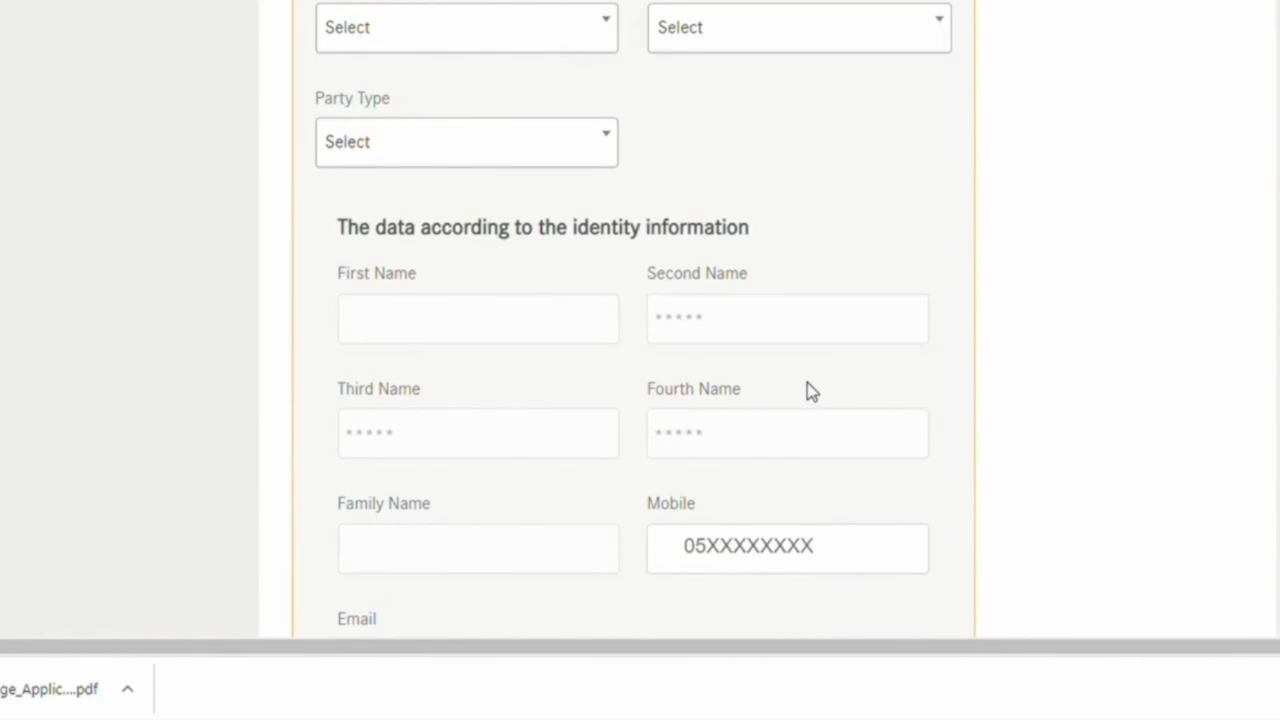 Select Select
Party Type
Select
The data according to the identity information
First Name Second Name
*****
Third Name Fourth Name
***** *****
Family Name Mobile
05XXXXXXXX
Email
ge_Applic....pdf